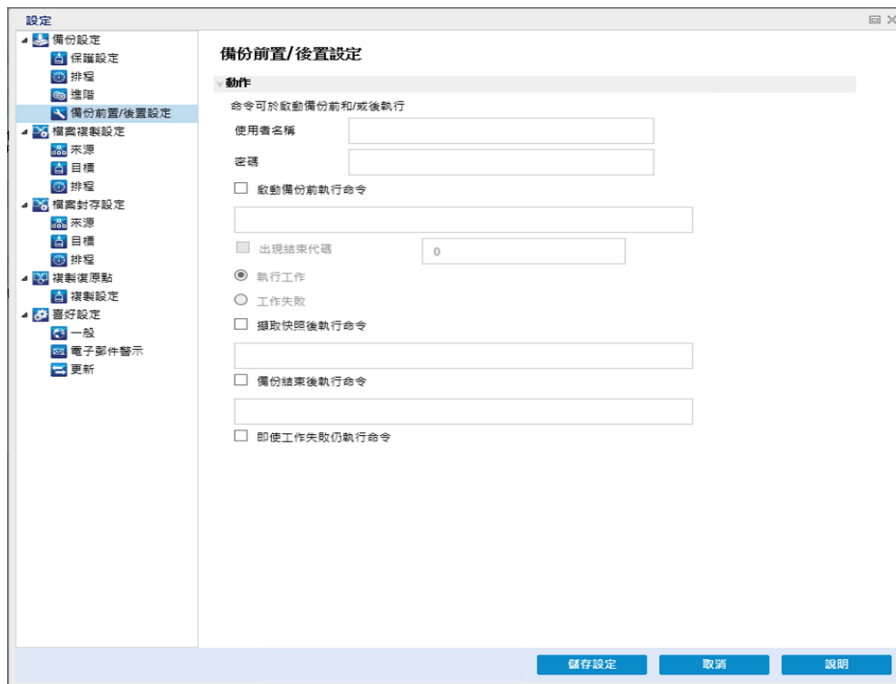 設定
備份設定
保護設定
排程
進階
備份前置/後置設定
檔案複製設定
來源
目標
排程
檔案封存設定
來源
目標
排程
複製復原點
複製設定
喜好設定
一般
電子郵件警示
更新
備份前置/後置設定
動作
命令可於啟動備份前和/或後執行
使用者名稱
密碼
啟動備份前執行命令
出現結束代碼
0
執行工作
工作失敗
擷取快照後執行命令
備份結束後執行命令
即使工作失敗仍執行命令
儲存設定
取消
說明